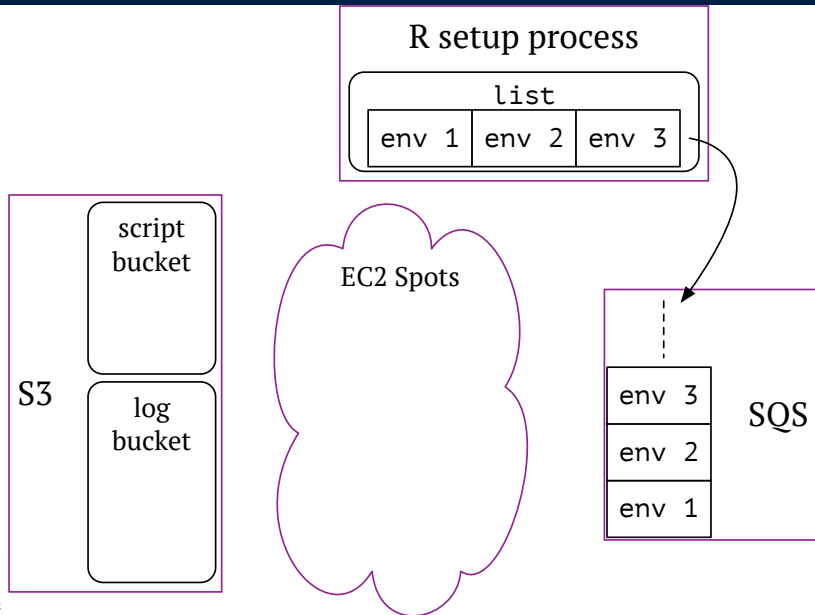 R setup process
list
env 1 env 2 env 3
script
bucket
EC2 Spots
S3
log
bucket
env 3
env 2
env 1
SQS